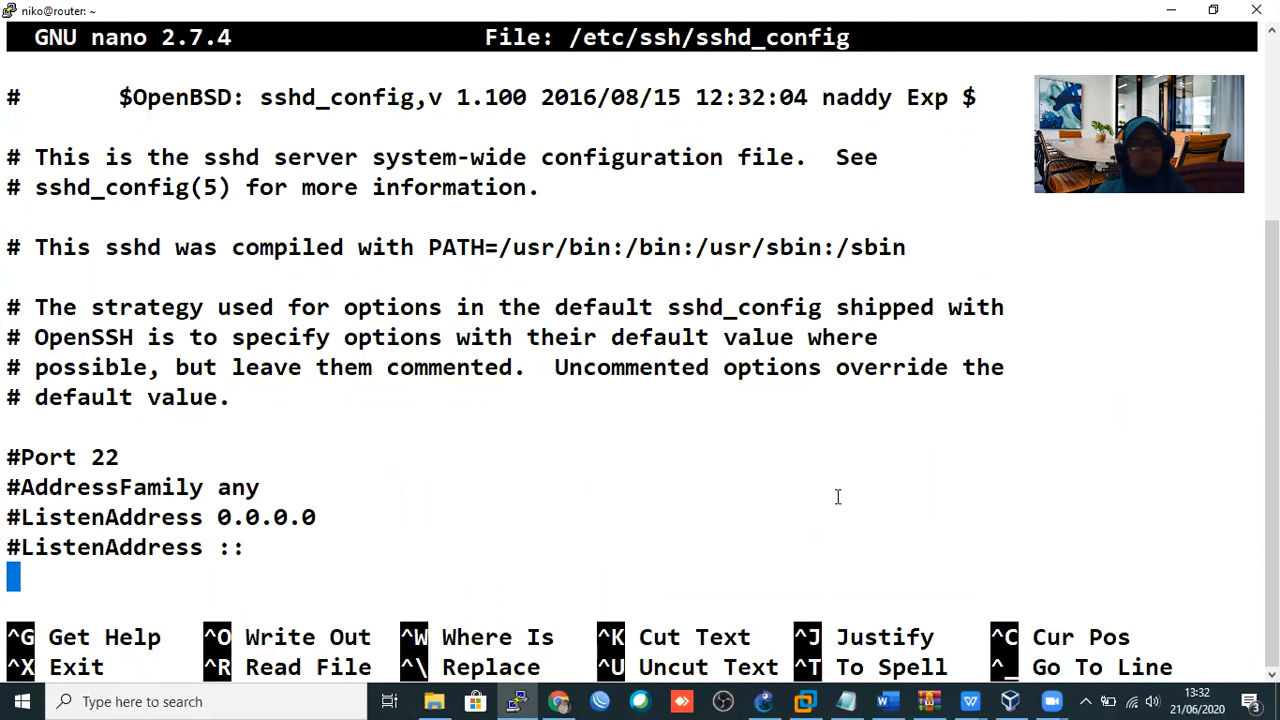 niko@router: ~
GNU nano 2.7.4 File: /etc/ssh/sshd_config
# $OpenBSD: sshd_config,v 1.100 2016/08/15 12:32:04 naddy Exp $
# This is the sshd server system-wide configuration file. See
# sshd_config(5) for more information.
# This sshd was compiled with PATH=/usr/bin:/bin:/usr/sbin:/sbin
# The strategy used for options in the default sshd_config shipped with
# OpenSSH is to specify options with their default value where
# possible, but leave them commented. Uncommented options override the
# default value.
#Port 22
#AddressFamily any
#ListenAddress 0.0.0.0
#ListenAddress ::
^G Get Help ^O Write Out ^W Where Is ^K Cut Text ^J Justify ^C Cur Pos
^X Exit ^R Read File ^\ Replace ^U Uncut Text ^T To Spell ^_ Go To Line
Type here to search
13:32
21/06/2020
3